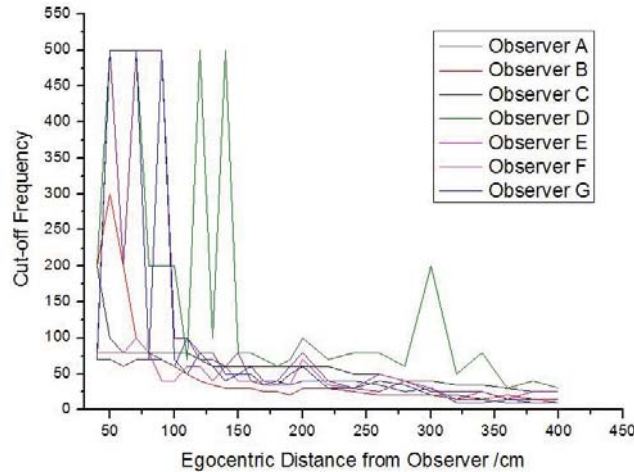 550
500
450
400
350
300
250
200
150
100
50
0
Cut-off Frequency
Observer A
Observer B
Observer C
Observer D
Observer E
Observer F
Observer G
50 100 150 200 250 300 350 400 450
Egocentric Distance from Observer /cm